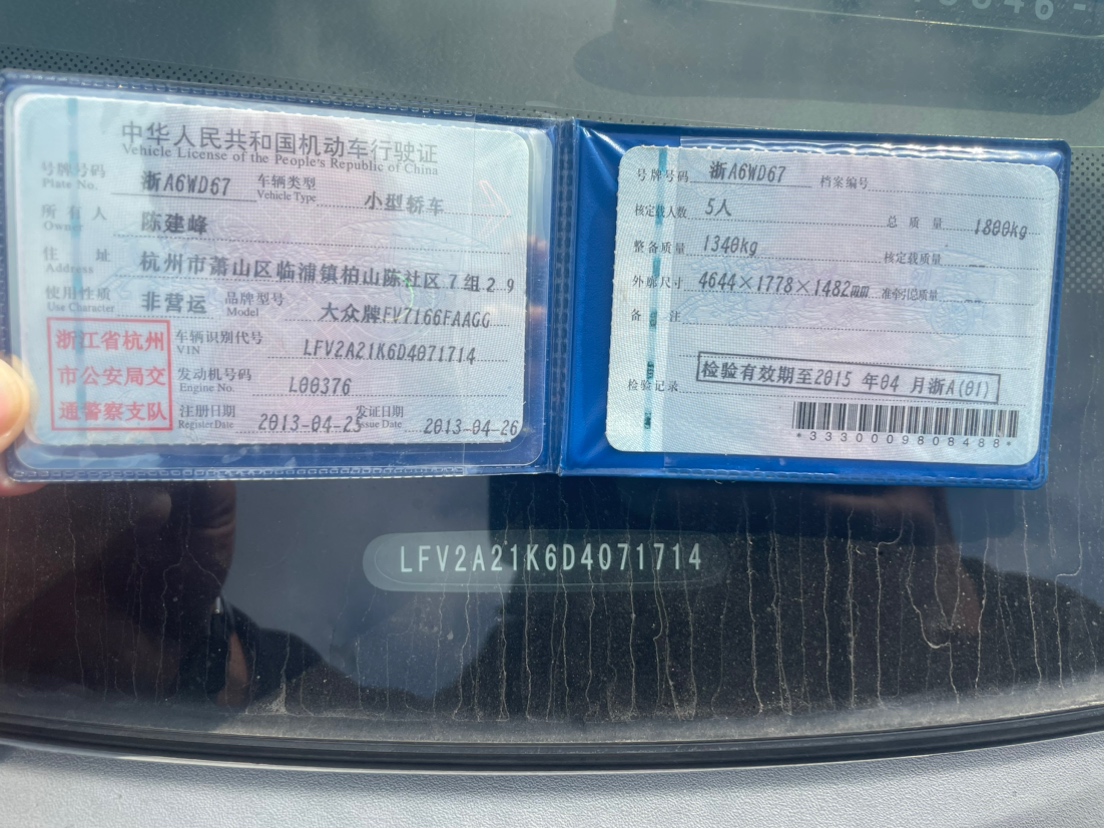 中华人民共和国机动车行驶证
Vehicle License of the People's Republic of China
号牌号码 浙A6WD67 车辆类型 小型轿车
Plate No. Vehicle Type
所有人 陈建峰
Owner
住址 杭州市萧山区临浦镇柏山陈社区7组29
Address
使用性质 非营运 品牌型号 大众牌FV7166FAAGG
Use Character Model
浙江省杭州
市公安局交
通警察支队
车辆识别代号 LFV2A21K6D4071714
VIN
发动机号码 L00376
Engine No.
注册日期 2013-04-25 发证日期 2013-04-26
Register Date Issue Date
号牌号码 浙A6WD67 档案编号
核定载人数 5人 总质量 1800kg
整备质量 1340kg 核定载质量 --
外廓尺寸 4644×1778×1482mm 准牵引总质量 --
备注
检验记录 检验有效期至2015 年04 月浙A(01)
*3330009808488*
LFV2A21K6D4071714